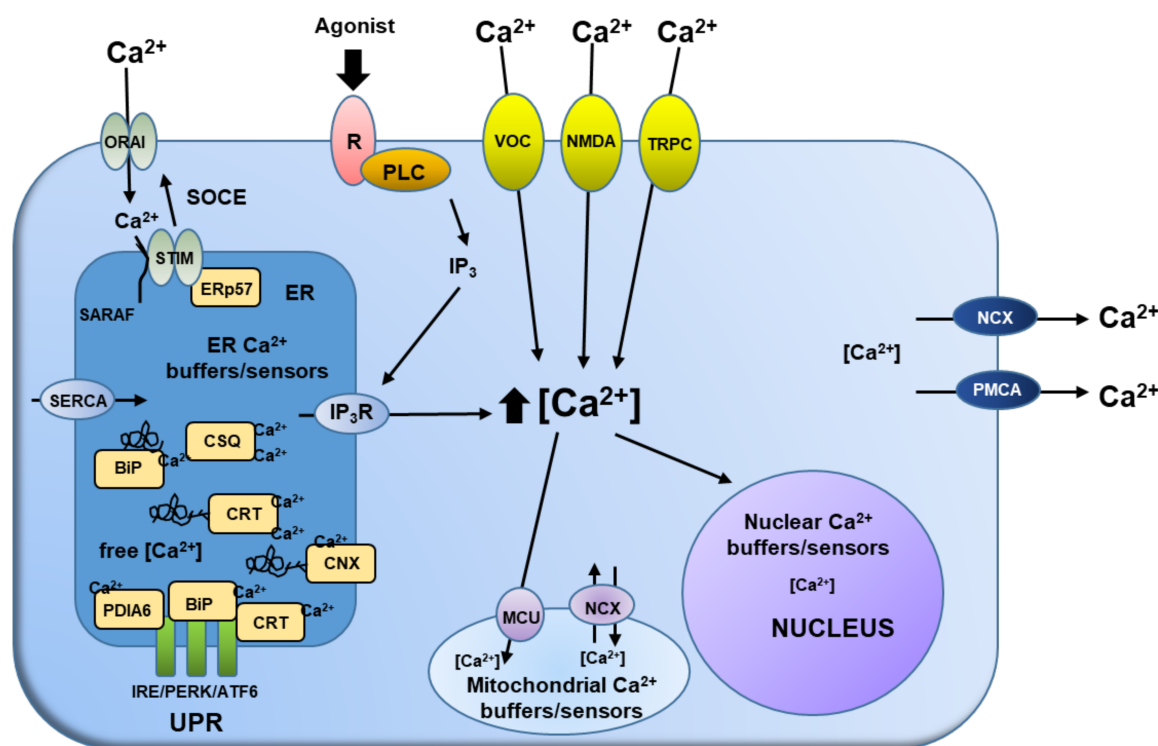 Agonist
Ca²⁺
Ca²⁺
Ca²⁺
Ca²⁺
ORAI
R
PLC
VOC
NMDA
TRPC
SOCE
Ca²⁺
STIM
IP₃
ERp57
ER
SARAF
NCX
Ca²⁺
ER Ca²⁺
buffers/sensors
[Ca²⁺]
SERCA
IP₃R
[Ca²⁺]
PMCA
Ca²⁺
CSQ
Ca²⁺
Ca²⁺
BiP
Ca²⁺
CRT
Ca²⁺
Ca²⁺
free [Ca²⁺]
Ca²⁺
CNX
Nuclear Ca²⁺
buffers/sensors
[Ca²⁺]
NUCLEUS
Ca²⁺
PDIA6
BiP
Ca²⁺
CRT
Ca²⁺
MCU
NCX
[Ca²⁺]
[Ca²⁺]
Mitochondrial Ca²⁺
buffers/sensors
IRE/PERK/ATF6
UPR